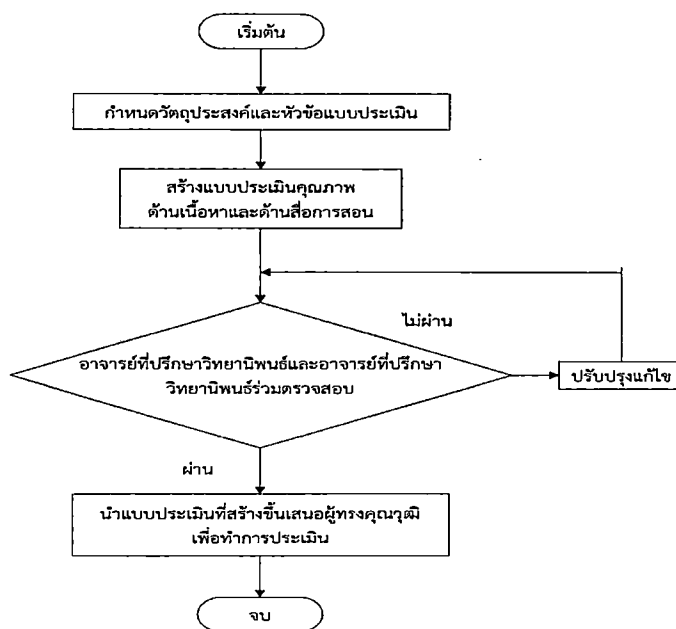 เริ่มต้น
กำหนดวัตถุประสงค์และหัวข้อแบบประเมิน
สร้างแบบประเมินคุณภาพ
ด้านเนื้อหาและด้านสื่อการสอน
ไม่ผ่าน
อาจารย์ที่ปรึกษาวิทยานิพนธ์และอาจารย์ที่ปรึกษา
วิทยานิพนธ์ร่วมตรวจสอบ
ปรับปรุงแก้ไข
ผ่าน
นำแบบประเมินที่สร้างขึ้นเสนอผู้ทรงคุณวุฒิ
เพื่อทำการประเมิน
จบ